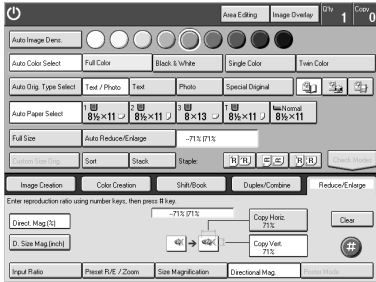 Area Editing Image Overlay Q'ty 1 Copy 0
Auto Image Dens.
Auto Color Select Full Color Black & White Single Color Twin Color
Auto Orig. Type Select Text / Photo Text Photo Special Original
Auto Paper Select 1 8½×11 2 8½×11 3 8×13 T 8½×11 Normal 8½×11
Full Size Auto Reduce/Enlarge --71% |71%
Custom Size Orig. Sort Stack Staple: Check Modes
Image Creation Color Creation Shift/Book Duplex/Combine Reduce/Enlarge
Enter reproduction ratio using number keys, then press # key.
Direct. Mag.(%) --71% |71% Copy Horiz. 71% Clear
D. Size Mag.(inch) Copy Vert. 71% #
Input Ratio Preset R/E / Zoom Size Magnification Directional Mag. Poster Mode